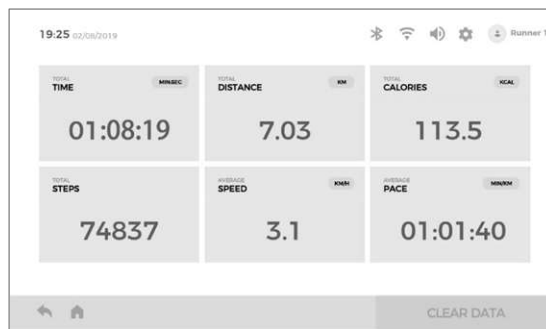 19:25 02/08/2019
Runner 1
TOTAL
TIME
MIN:SEC
01:08:19
TOTAL
DISTANCE
KM
7.03
TOTAL
CALORIES
KCAL
113.5
TOTAL
STEPS
74837
AVERAGE
SPEED
KM/H
3.1
AVERAGE
PACE
MIN/KM
01:01:40
CLEAR DATA